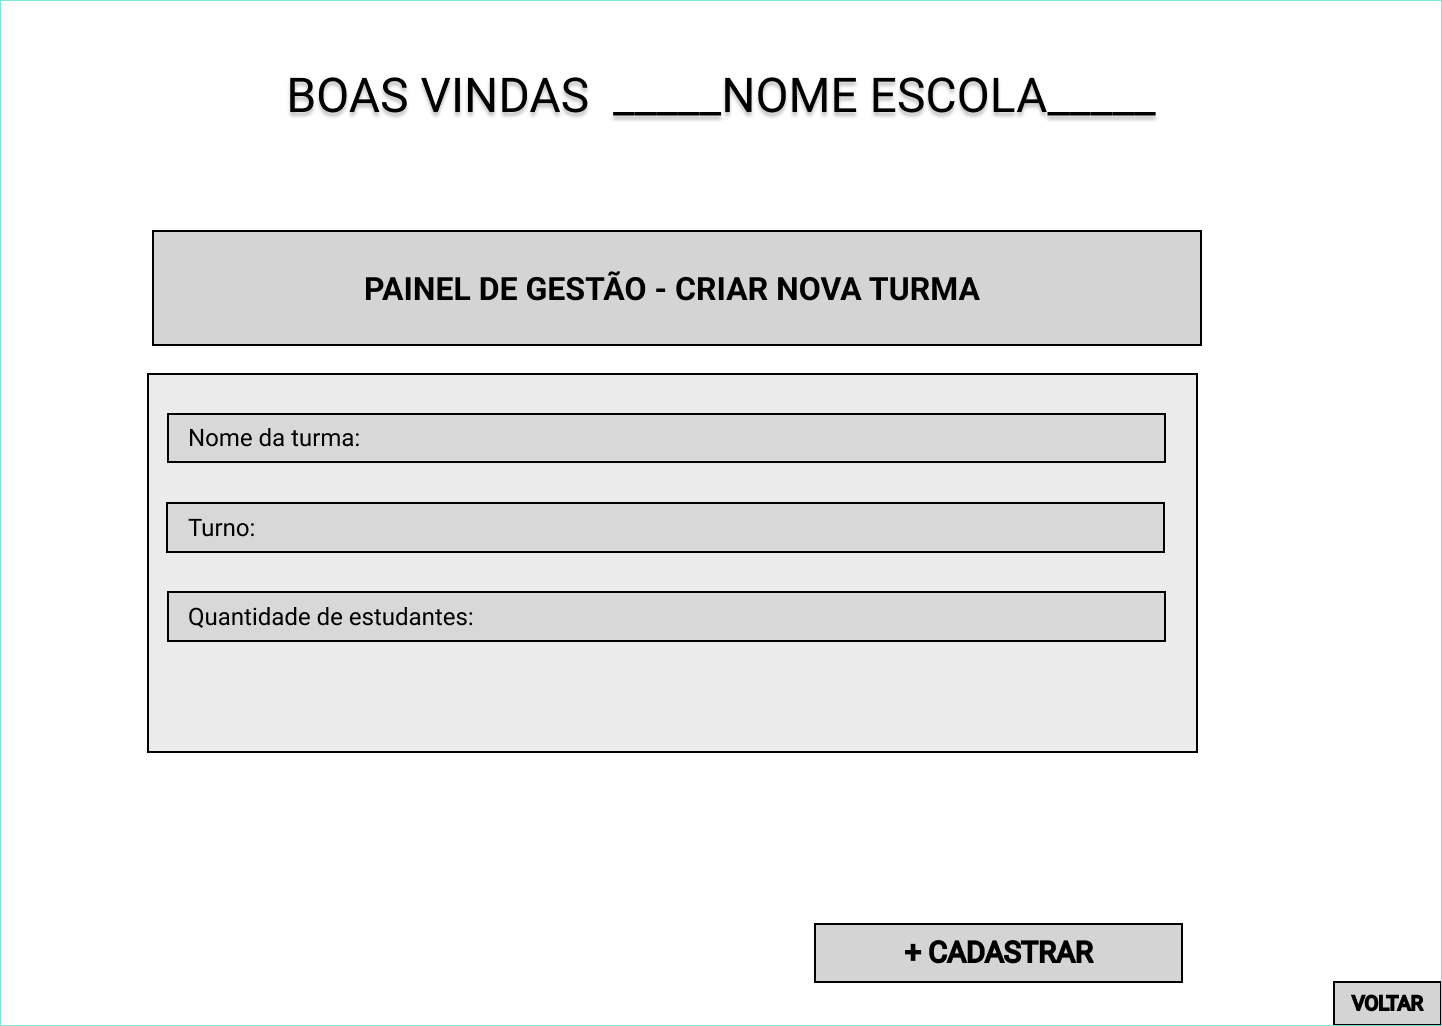 BOAS VINDAS _____NOME ESCOLA_____
PAINEL DE GESTÃO - CRIAR NOVA TURMA
Nome da turma:
Turno:
Quantidade de estudantes:
+ CADASTRAR
VOLTAR